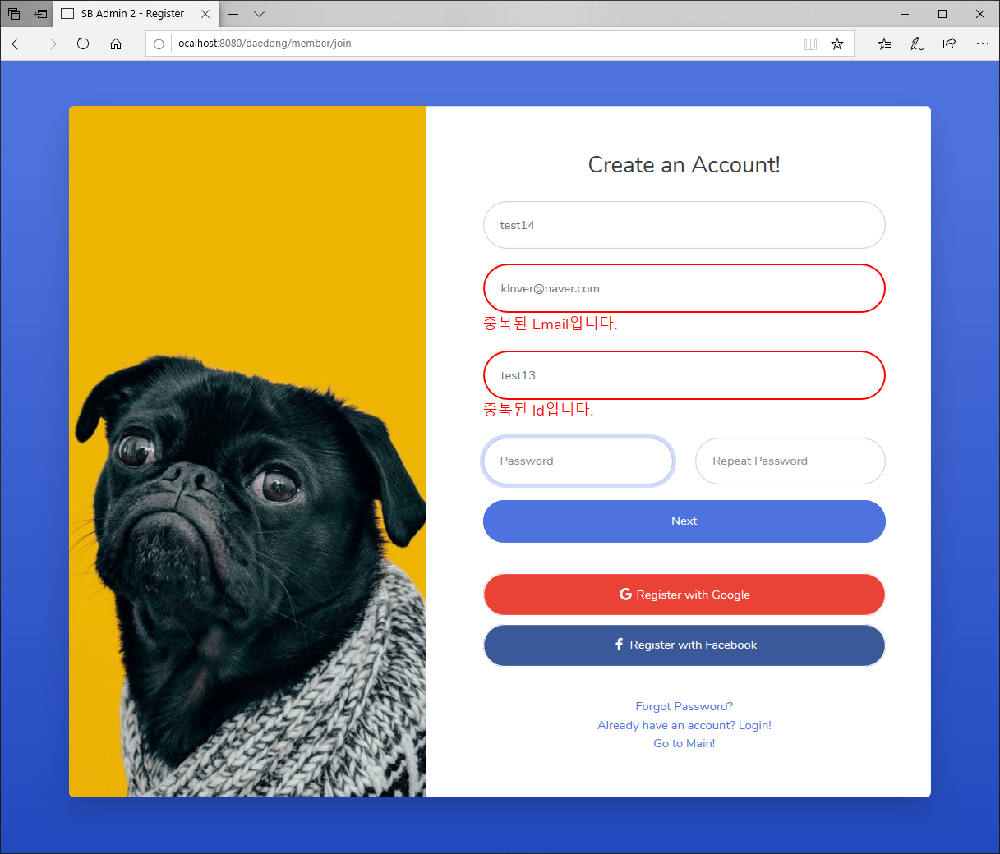 SB Admin 2 - Register
localhost:8080/daedong/member/join
Create an Account!
test14
klnver@naver.com
중복된 Email입니다.
test13
중복된 Id입니다.
Password
Repeat Password
Next
Register with Google
Register with Facebook
Forgot Password?
Already have an account? Login!
Go to Main!